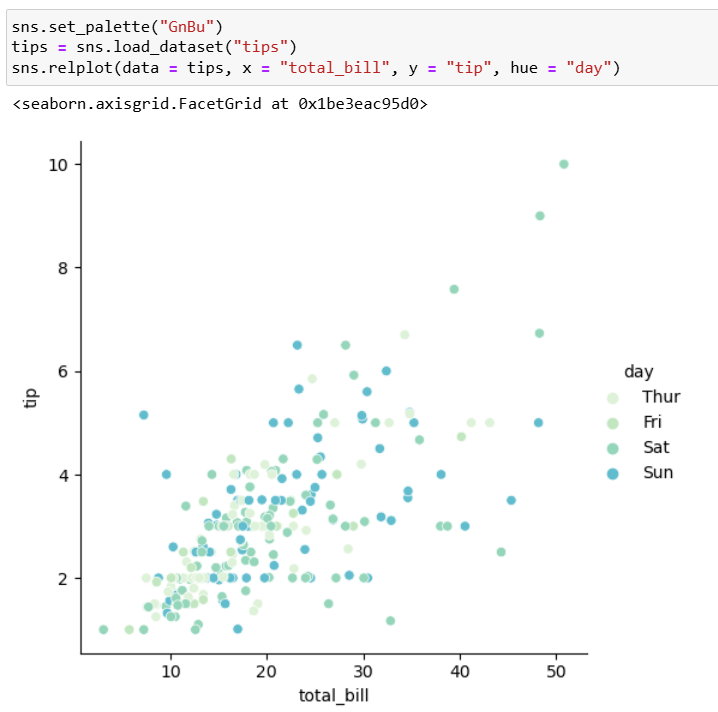 sns.set_palette("GnBu")
tips = sns.load_dataset("tips")
sns.relplot(data = tips, x = "total_bill", y = "tip", hue = "day")
<seaborn.axisgrid.FacetGrid at 0x1be3eac95d0>
10
8
6
4
2
tip
10
20
30
40
50
total_bill
day
Thur
Fri
Sat
Sun